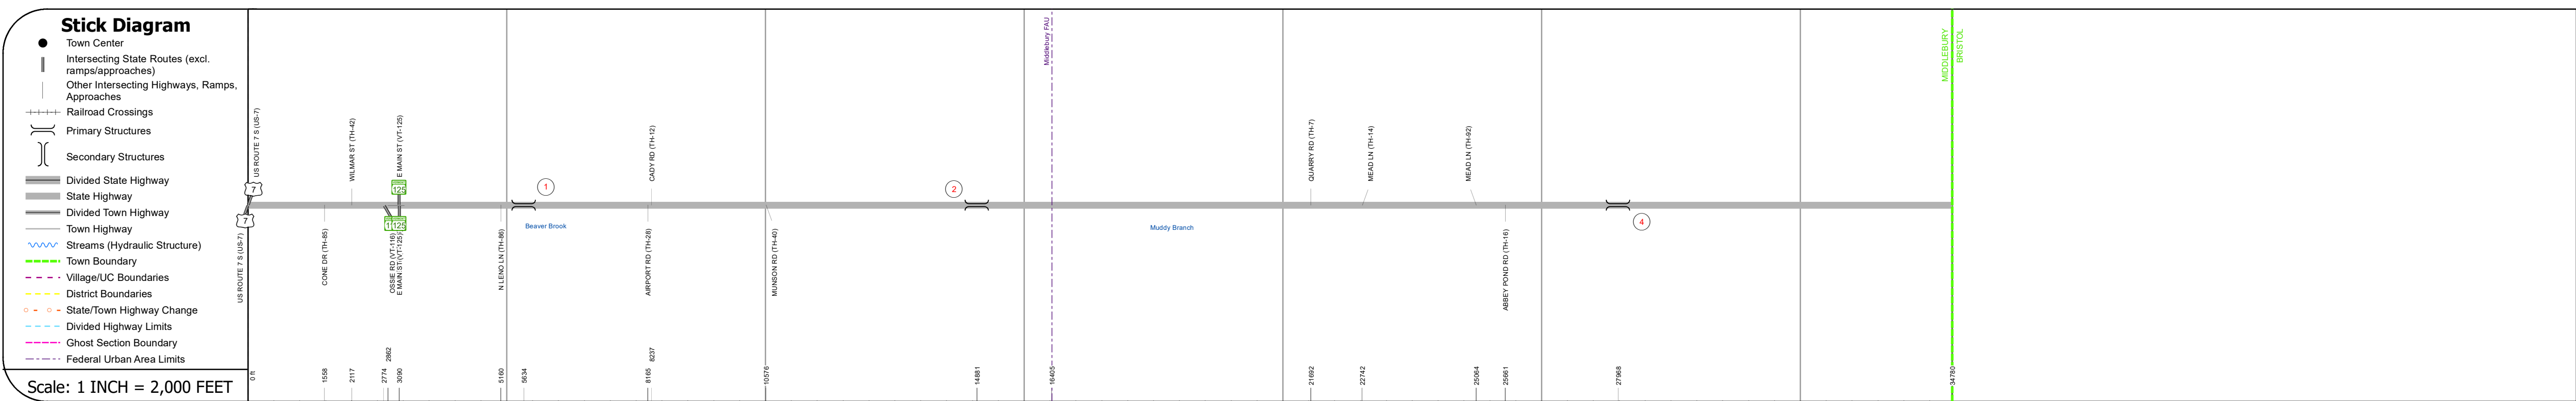 Stick Diagram
Town Center
Intersecting State Routes (excl.
ramps/approaches)
Other Intersecting Highways, Ramps,
Approaches
Railroad Crossings
Primary Structures
Secondary Structures
Divided State Highway
State Highway
Divided Town Highway
Town Highway
Streams (Hydraulic Structure)
Town Boundary
Village/UC Boundaries
District Boundaries
State/Town Highway Change
Divided Highway Limits
Ghost Section Boundary
Federal Urban Area Limits
Scale: 1 INCH = 2,000 FEET
US ROUTE 7 S (US-7)
WILMAR ST (TH-42)
E MAIN ST (VT-125)
CADY RD (TH-12)
Middlebury FAU
QUARRY RD (TH-7)
MEAD LN (TH-14)
MEAD LN (TH-92)
MIDDLEBURY
BRISTOL
7
125
1
2
7
125
4
Beaver Brook
Muddy Branch
US ROUTE 7 S (US-7)
CONE DR (TH-85)
OSSIE RD (VT-116)
E MAIN ST (VT-125)
N LENO LN (TH-86)
AIRPORT RD (TH-28)
MUNSON RD (TH-40)
ABBEY POND RD (TH-16)
0 ft
1558
2117
2774
2862
3090
5160
5634
8165
8237
10576
14881
16405
21692
22742
25064
25661
27968
34780